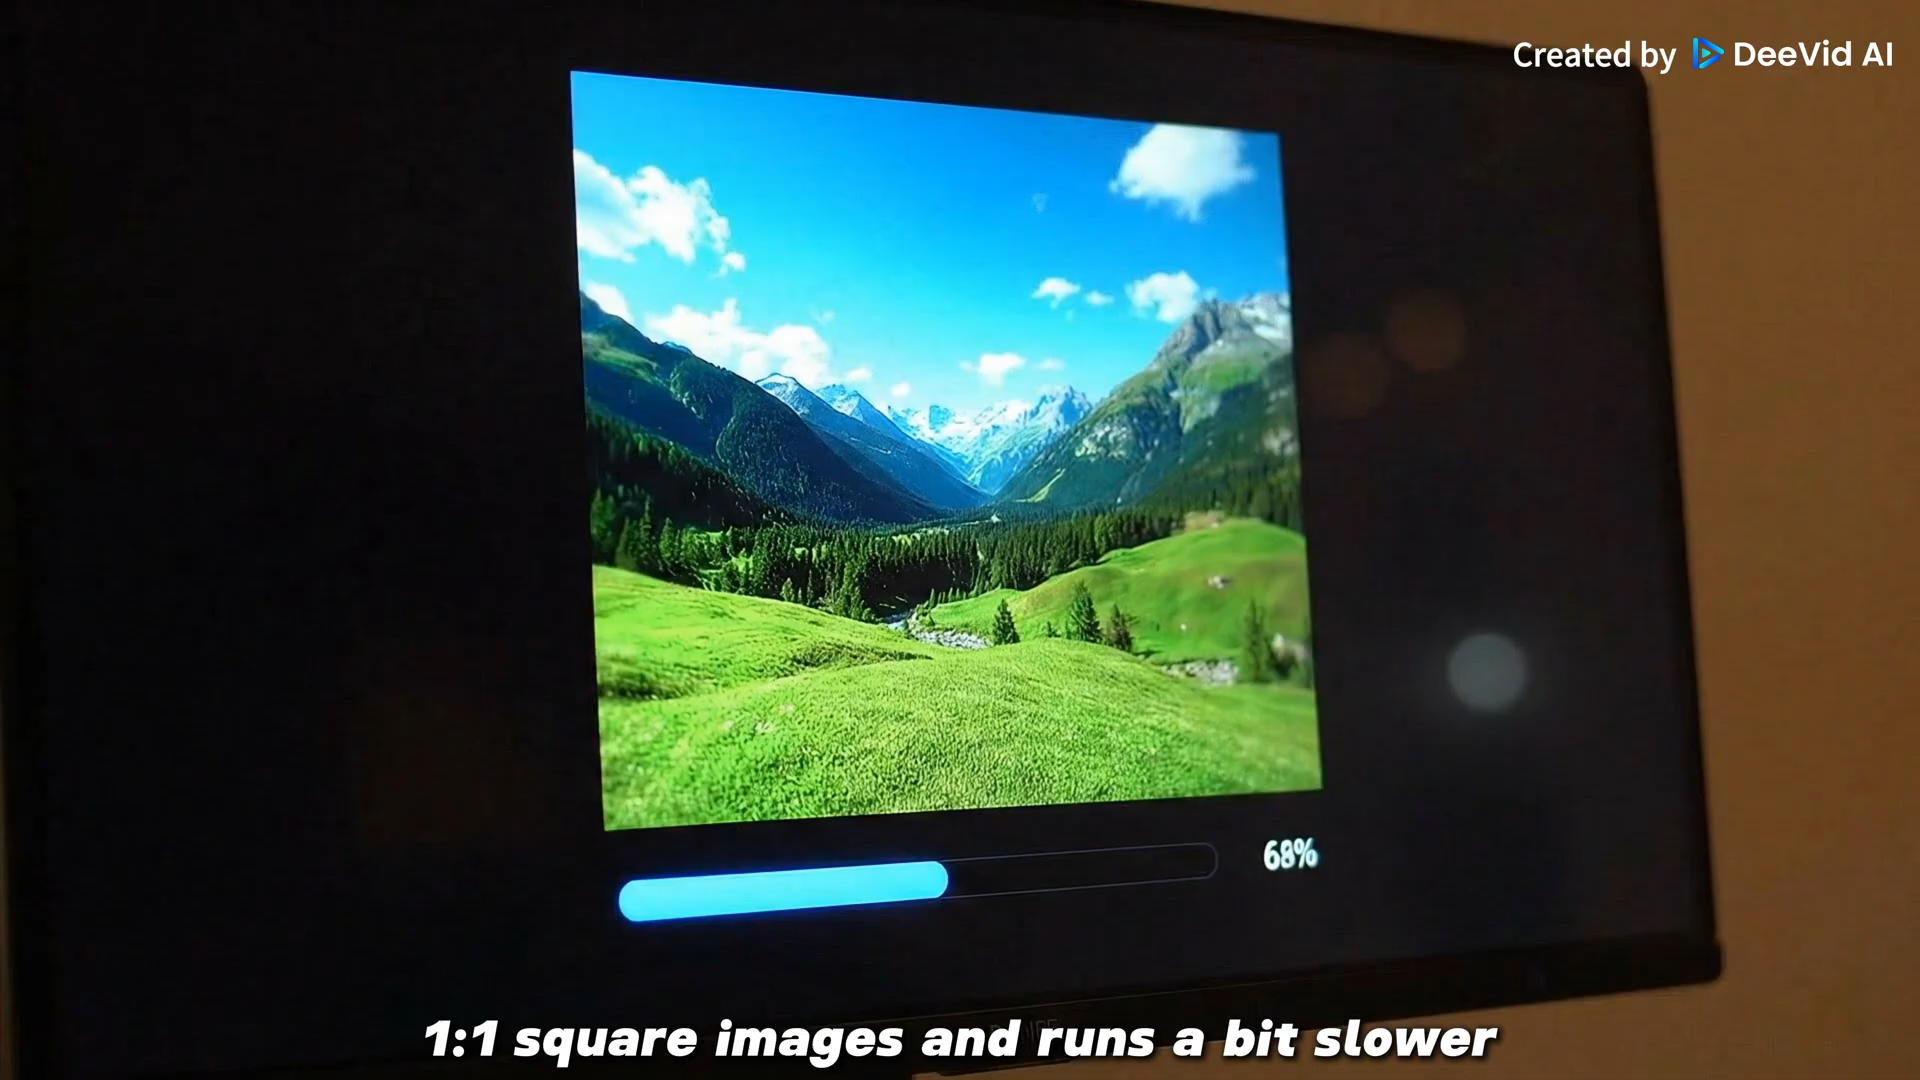 Created by DeeVid AI
68%
1:1 square images and runs a bit slower